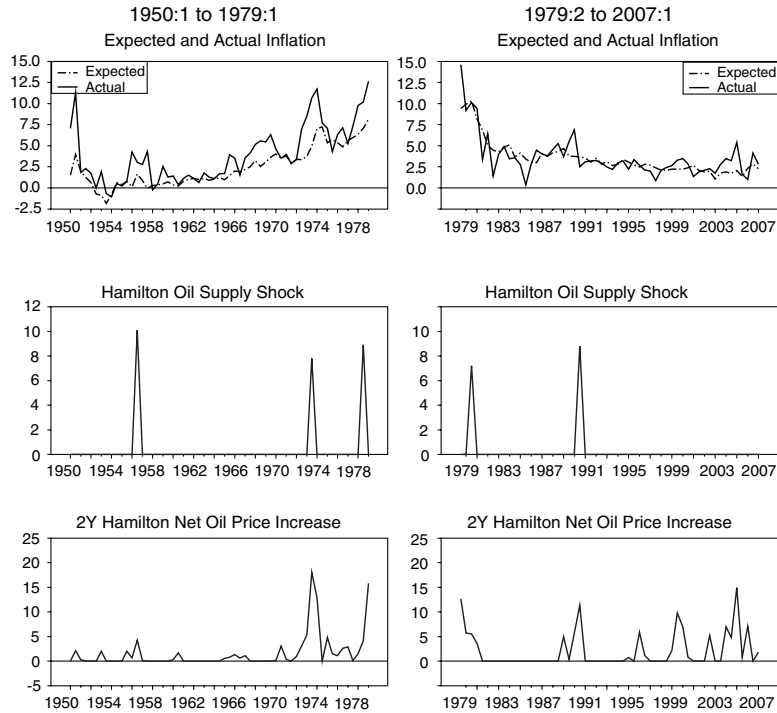 1950:1 to 1979:1
Expected and Actual Inflation
15.0
12.5
10.0
7.5
5.0
2.5
0.0
-2.5
Expected
Actual
1950 1954 1958 1962 1966 1970 1974 1978
Hamilton Oil Supply Shock
12
10
8
6
4
2
0
1950 1954 1958 1962 1966 1970 1974 1978
2Y Hamilton Net Oil Price Increase
25
20
15
10
5
0
-5
1950 1954 1958 1962 1966 1970 1974 1978
1979:2 to 2007:1
Expected and Actual Inflation
15.0
12.5
10.0
7.5
5.0
2.5
0.0
Expected
Actual
1979 1983 1987 1991 1995 1999 2003 2007
Hamilton Oil Supply Shock
12
10
8
6
4
2
0
1979 1983 1987 1991 1995 1999 2003 2007
2Y Hamilton Net Oil Price Increase
25
20
15
10
5
0
-5
1979 1983 1987 1991 1995 1999 2003 2007